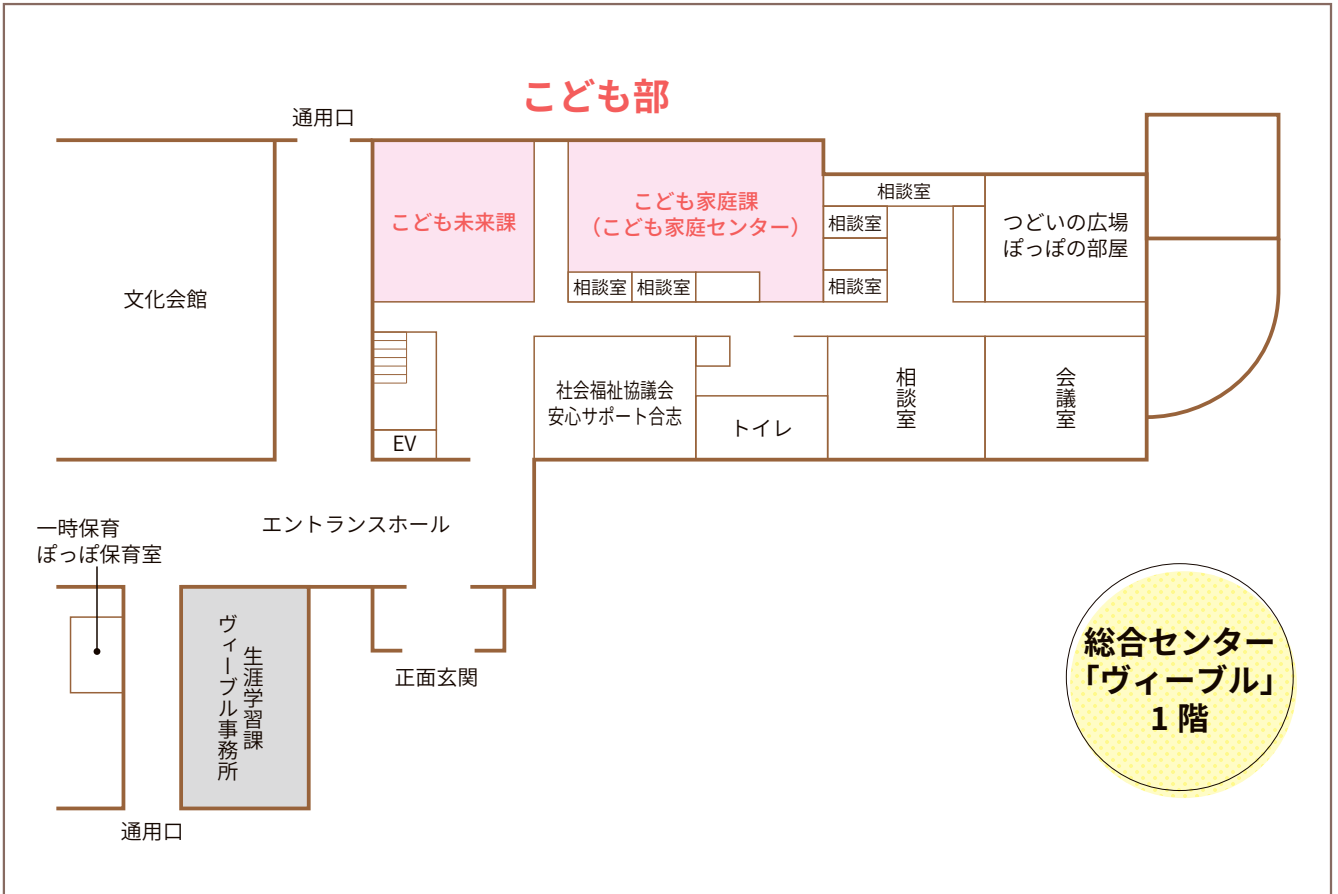 こども部
通用口
こども未来課
こども家庭課
（こども家庭センター）
相談室
相談室
相談室
相談室
相談室
つどいの広場
ぽっぽの部屋
文化会館
社会福祉協議会
安心サポート合志
トイレ
相談室
会議室
EV
エントランスホール
一時保育
ぽっぽ保育室
生涯学習課
ヴィーブル事務所
正面玄関
通用口
総合センター
「ヴィーブル」
1 階